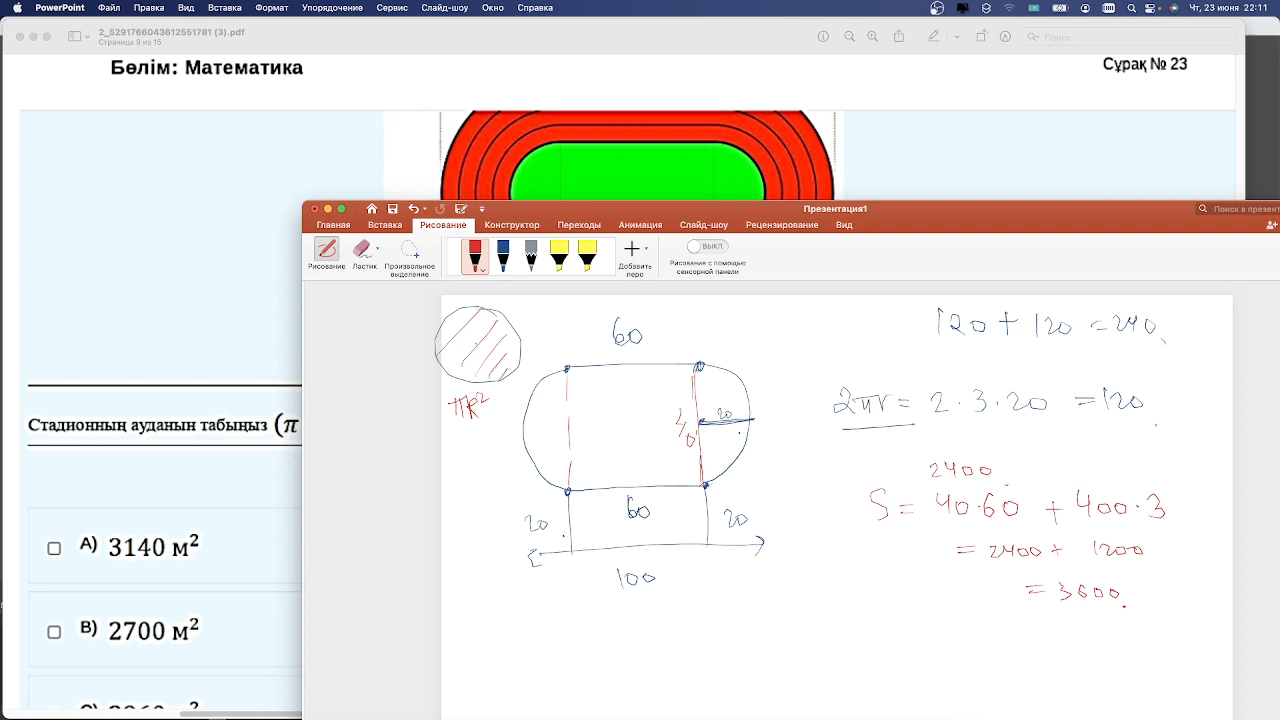 PowerPoint Файл Правка Вид Вставка Формат Упорядочить Сервис Слайд-шоу Окно Справка Чт, 23 июня 22:11
2_5291766043612551781 (3).pdf
Страница 9 из 15
Поиск
Бөлім: Математика
Сұрақ № 23
Презентация1
Поиск в презент
Главная Вставка Рисование Конструктор Переходы Анимация Слайд-шоу Рецензирование Вид
ВЫКЛ.
Рисование Ластик Произвольное выделение Добавить перо Рисование с помощью сенсорной панели
60
120 + 120 = 240
πR²
20
40
2πr = 2·3·20 = 120
2400
S = 40·60 + 400·3
20
60
20
= 2400 + 1200
100
= 3600.
Стадионның ауданын табыңыз (π
A) 3140 м²
B) 2700 м²